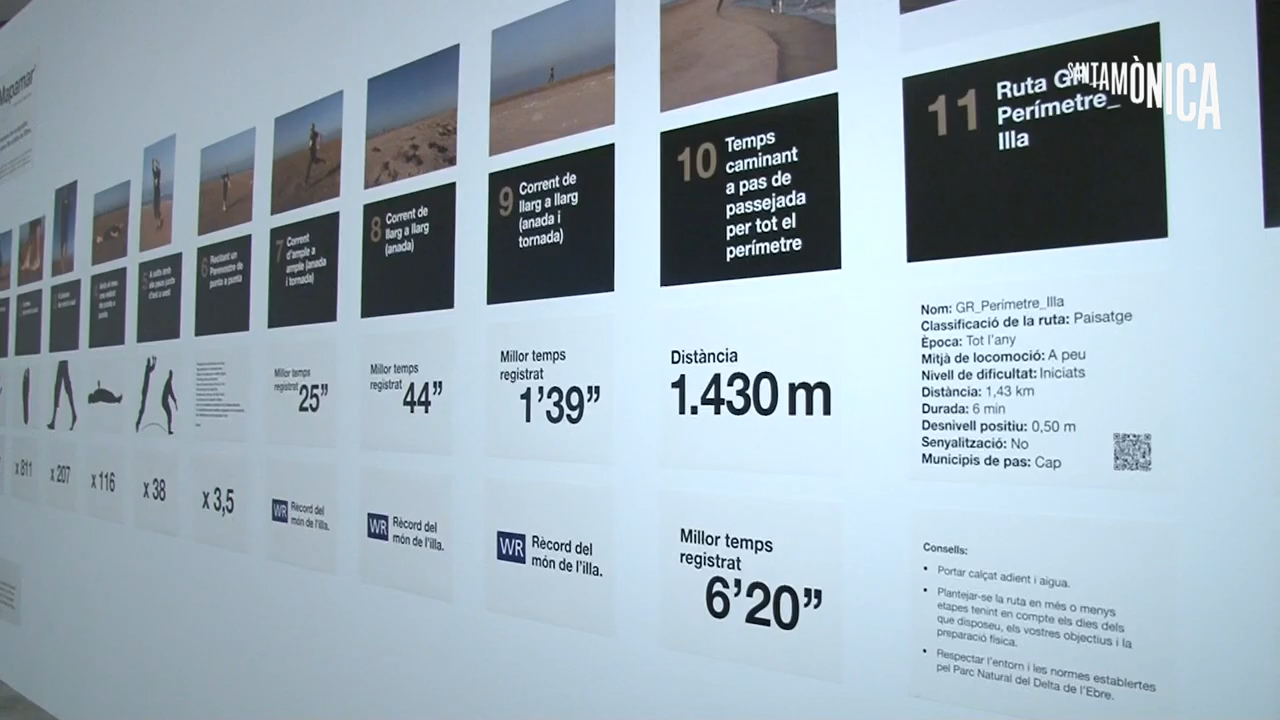 Mapamar
6 Recitant un
Parenostre de
punta a punta
7 Corrent
d'ample a
ample (anada
i tornada)
8 Corrent de
llarg a llarg
(anada)
9 Corrent de
llarg a llarg
(anada i
tornada)
10 Temps
caminant
a pas de
passejada
per tot el
perímetre
11 Ruta
Perímetre_
Illa
SANTAMÒNICA
x 811
x 207
x 116
x 38
x 3,5
Millor temps
registrat
25”
WR Rècord del
món de l’illa.
Millor temps
registrat
44”
WR Rècord del
món de l’illa.
Millor temps
registrat
1’39”
WR Rècord del
món de l’illa.
Distància
1.430 m
Millor temps
registrat
6’20”
Nom: GR_Perimetre_Illa
Classificació de la ruta: Paisatge
Època: Tot l’any
Mitjà de locomoció: A peu
Nivell de dificultat: Iniciats
Distància: 1,43 km
Durada: 6 min
Desnivell positiu: 0,50 m
Senyalització: No
Municipis de pas: Cap
Consells:
• Portar calçat adient i aigua.
• Plantejar-se la ruta en més o menys
etapes tenint en compte els dies dels
que disposeu, els vostres objectius i la
preparació física.
• Respectar l’entorn i les normes establertes
pel Parc Natural del Delta de l’Ebre.